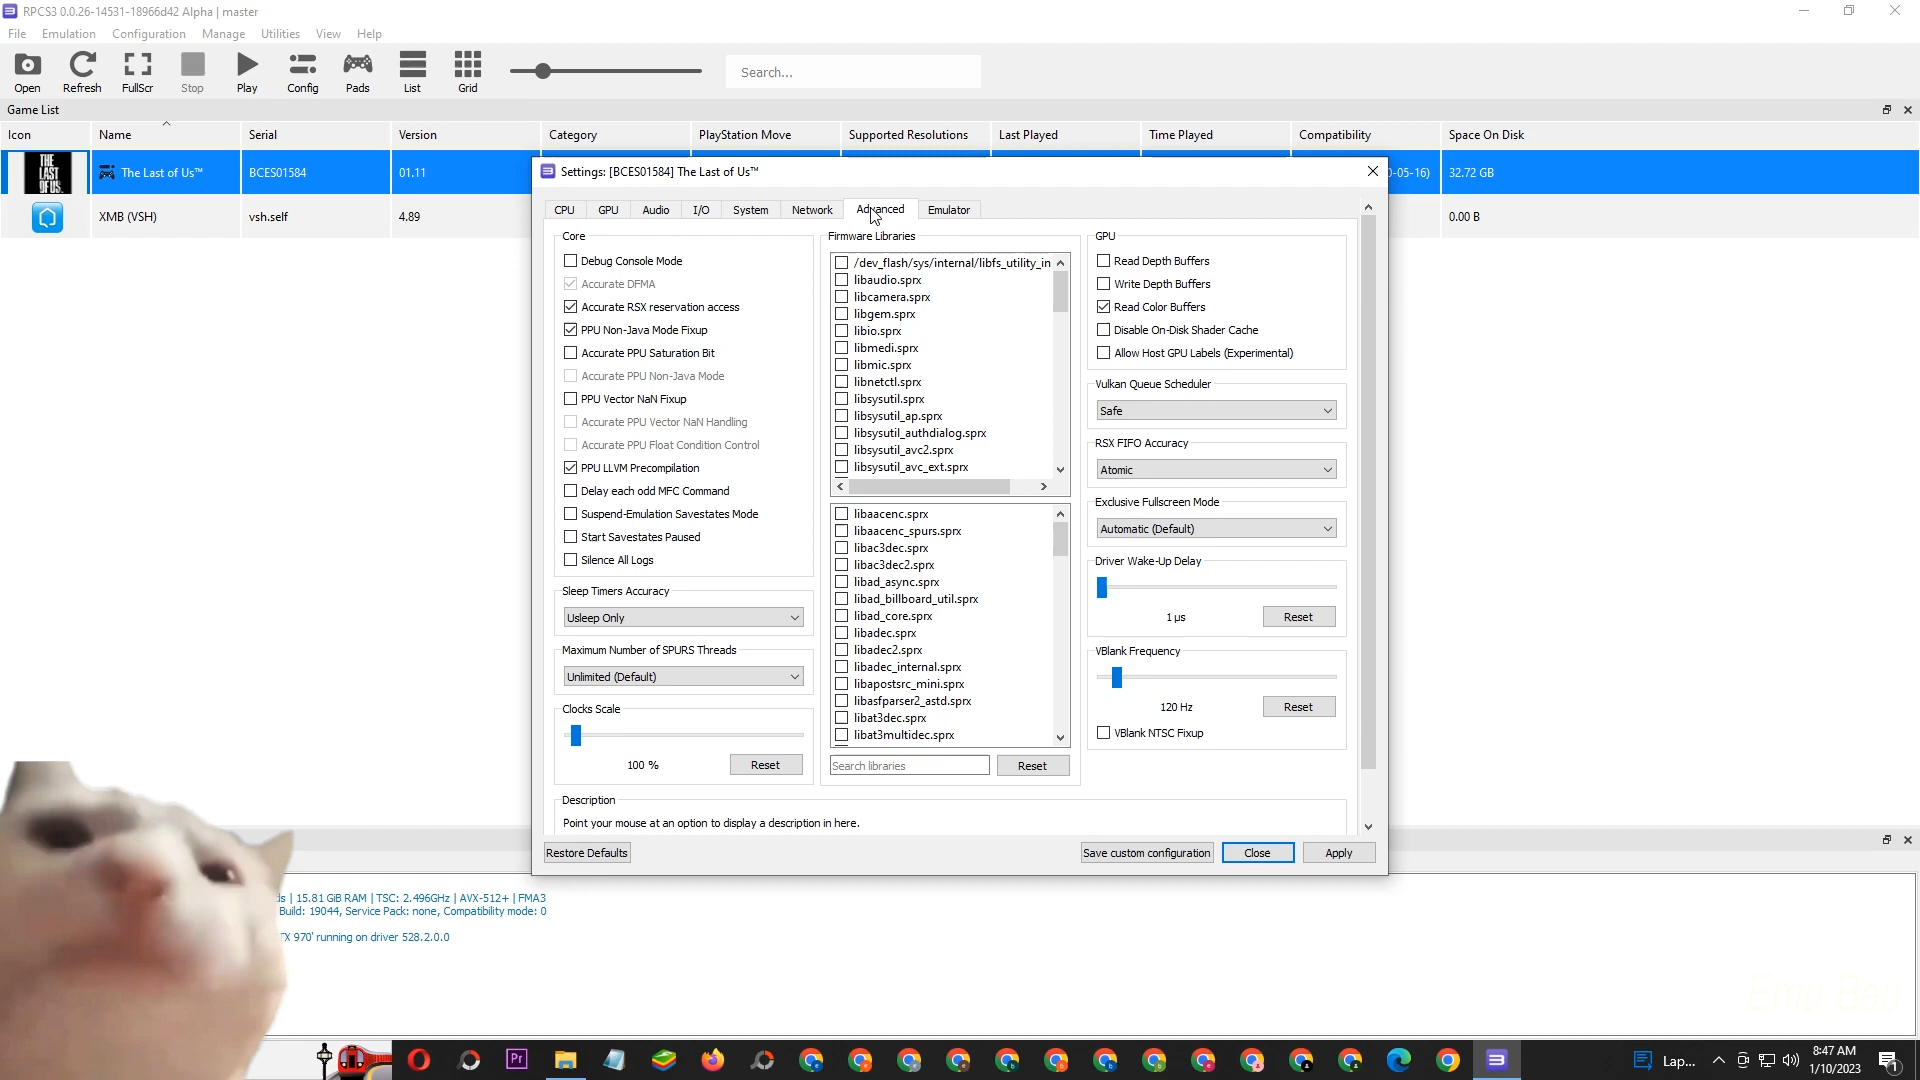 RPCS3 0.0.26-14531-18966d42 Alpha | master
File Emulation Configuration Manage Utilities View Help
Open Refresh FullScr Stop Play Config Pads List Grid Search...
Game List
Icon Name Serial Version Category PlayStation Move Supported Resolutions Last Played Time Played Compatibility Space On Disk
THE LAST OF US. The Last of Us™ BCES01584 01.11 0-05-16) 32.72 GB
XMB (VSH) vsh.self 4.89 0.00 B
Settings: [BCES01584] The Last of Us™
CPU GPU Audio I/O System Network Advanced Emulator
Core
Debug Console Mode
Accurate DFMA
Accurate RSX reservation access
PPU Non-Java Mode Fixup
Accurate PPU Saturation Bit
Accurate PPU Non-Java Mode
PPU Vector NaN Fixup
Accurate PPU Vector NaN Handling
Accurate PPU Float Condition Control
PPU LLVM Precompilation
Delay each odd MFC Command
Suspend-Emulation Savestates Mode
Start Savestates Paused
Silence All Logs
Sleep Timers Accuracy
Usleep Only
Maximum Number of SPURS Threads
Unlimited (Default)
Clocks Scale
100 % Reset
Firmware Libraries
/dev_flash/sys/internal/libfs_utility_in
libaudio.sprx
libcamera.sprx
libgem.sprx
libio.sprx
libmedi.sprx
libmic.sprx
libnetctl.sprx
libsysutil.sprx
libsysutil_ap.sprx
libsysutil_authdialog.sprx
libsysutil_avc2.sprx
libsysutil_avc_ext.sprx
libaacenc.sprx
libaacenc_spurs.sprx
libac3dec.sprx
libac3dec2.sprx
libad_async.sprx
libad_billboard_util.sprx
libad_core.sprx
libadec.sprx
libadec2.sprx
libadec_internal.sprx
libapostsrc_mini.sprx
libasfparser2_astd.sprx
libat3dec.sprx
libat3multidec.sprx
Search libraries Reset
GPU
Read Depth Buffers
Write Depth Buffers
Read Color Buffers
Disable On-Disk Shader Cache
Allow Host GPU Labels (Experimental)
Vulkan Queue Scheduler
Safe
RSX FIFO Accuracy
Atomic
Exclusive Fullscreen Mode
Automatic (Default)
Driver Wake-Up Delay
1 µs Reset
VBlank Frequency
120 Hz Reset
VBlank NTSC Fixup
Description
Point your mouse at an option to display a description in here.
Restore Defaults Save custom configuration Close Apply
| 15.81 GiB RAM | TSC: 2.496GHz | AVX-512+ | FMA3
Build: 19044, Service Pack: none, Compatibility mode: 0
TX 970' running on driver 528.2.0.0
Pr Lap... 8:47 AM
1/10/2023
1